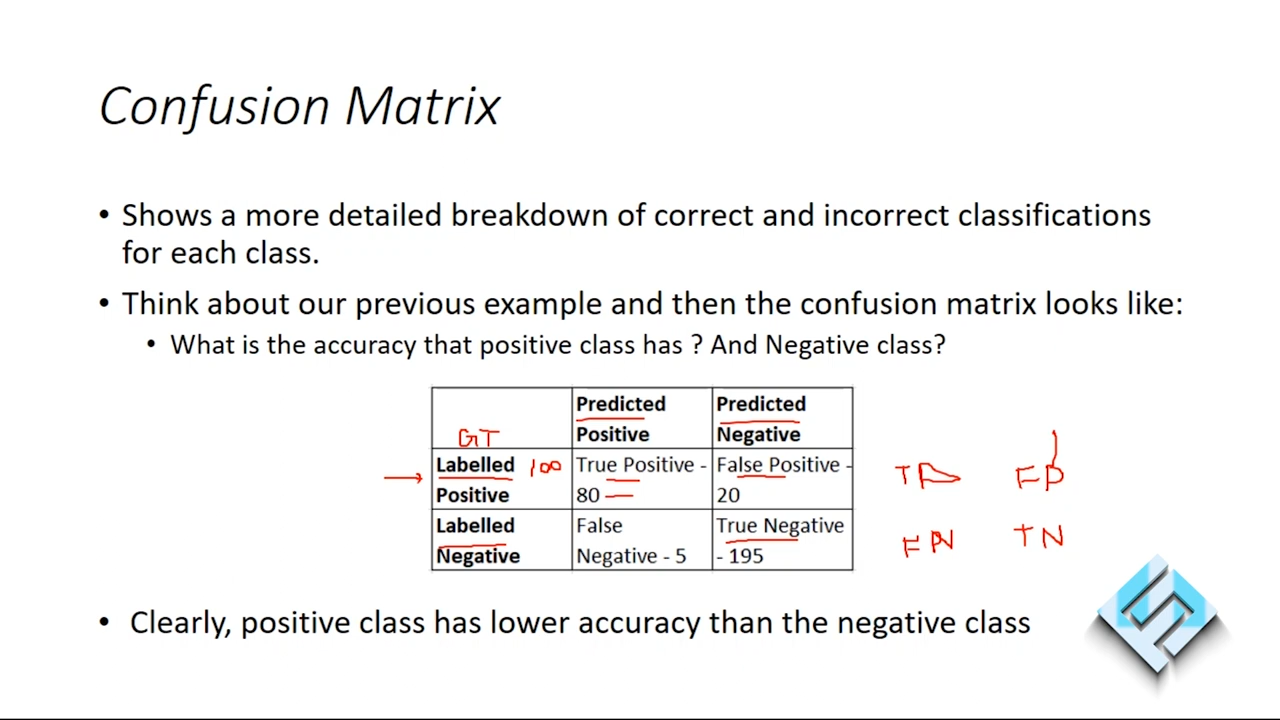 Confusion Matrix
• Shows a more detailed breakdown of correct and incorrect classifications
for each class.
• Think about our previous example and then the confusion matrix looks like:
• What is the accuracy that positive class has ? And Negative class?
Predicted Predicted
GT Positive Negative
Labelled 100 True Positive - False Positive - TP FP
Positive 80 20
Labelled False True Negative FN TN
Negative Negative - 5 - 195
• Clearly, positive class has lower accuracy than the negative class